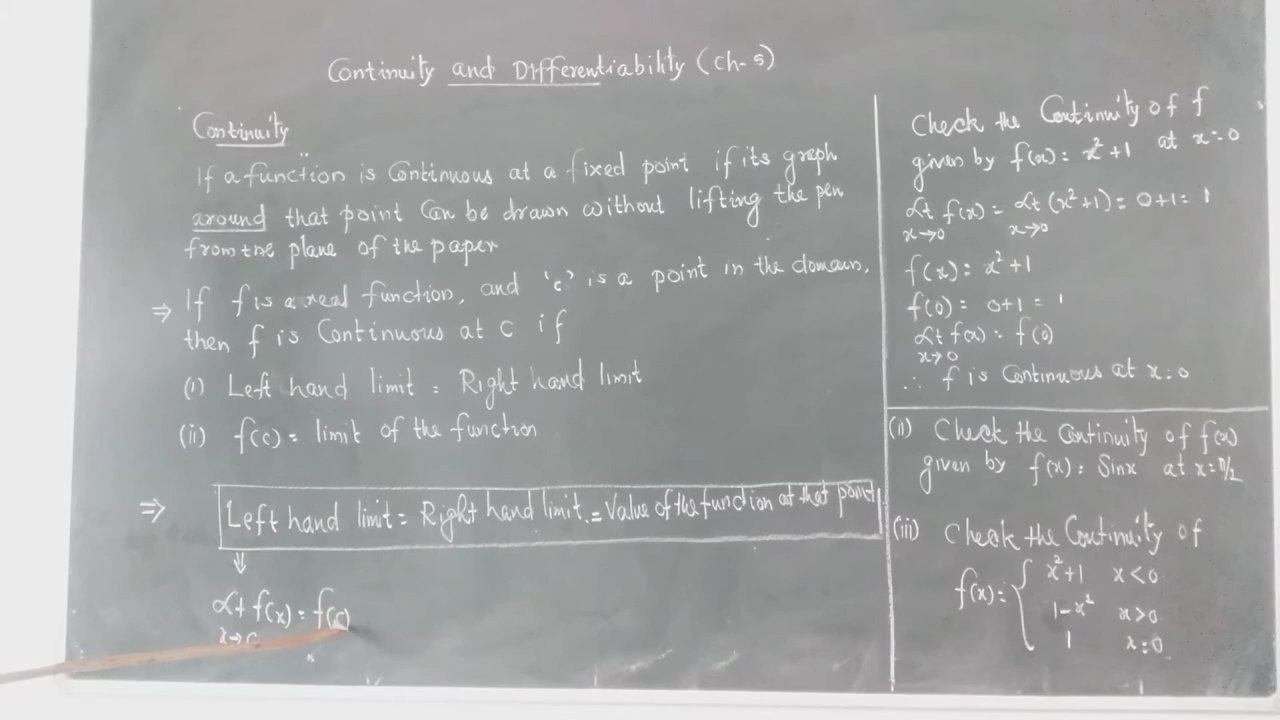 Continuity and Differentiability (Ch-5)
Continuity
If a function is Continuous at a fixed point if its graph
around that point Can be drawn without lifting the pen
from the plane of the paper
⇒ If f is a real function, and 'c' is a point in the domain,
then f is Continuous at C if
(i) Left hand limit = Right hand limit
(ii) f(c) = limit of the function
⇒ Left hand limit = Right hand limit = Value of the function at that point.
⇓
Lt f(x) = f(c)
x→c
Check the Continuity of f
given by f(x) = x²+1 at x=0
Lt f(x) = Lt (x²+1) = 0+1 = 1
x→0 x→0
f(x) = x²+1
f(0) = 0+1 = 1
Lt f(x) = f(0)
x→0
∴ f is Continuous at x=0
(ii) Check the Continuity of f(x)
given by f(x) = Sinx at x=π/2
(iii) Check the Continuity of
f(x) = { x²+1 x<0
1-x² x>0
1 x=0